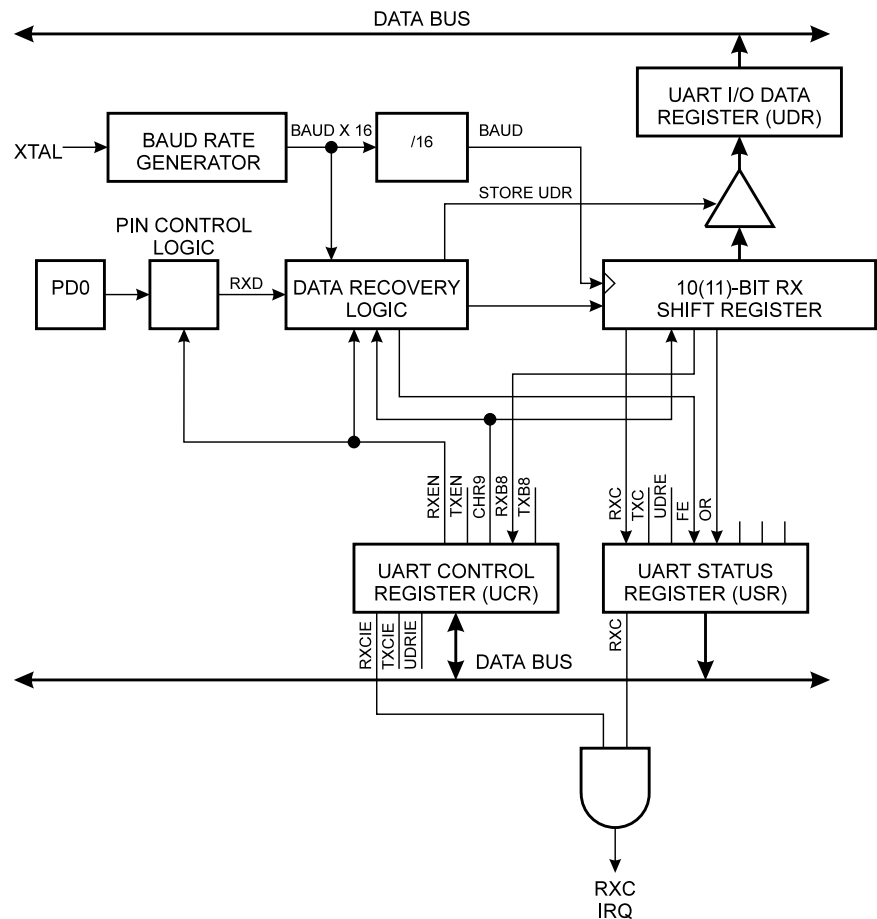 DATA BUS
UART I/O DATA
REGISTER (UDR)
XTAL
BAUD RATE
GENERATOR
BAUD X 16
/16
BAUD
STORE UDR
PIN CONTROL
LOGIC
PD0
RXD
DATA RECOVERY
LOGIC
10(11)-BIT RX
SHIFT REGISTER
RXEN
TXEN
CHR9
RXB8
TXB8
RXC
TXC
UDRE
FE
OR
UART CONTROL
REGISTER (UCR)
UART STATUS
REGISTER (USR)
RXCIE
TXCIE
UDRIE
RXC
DATA BUS
RXC
IRQ